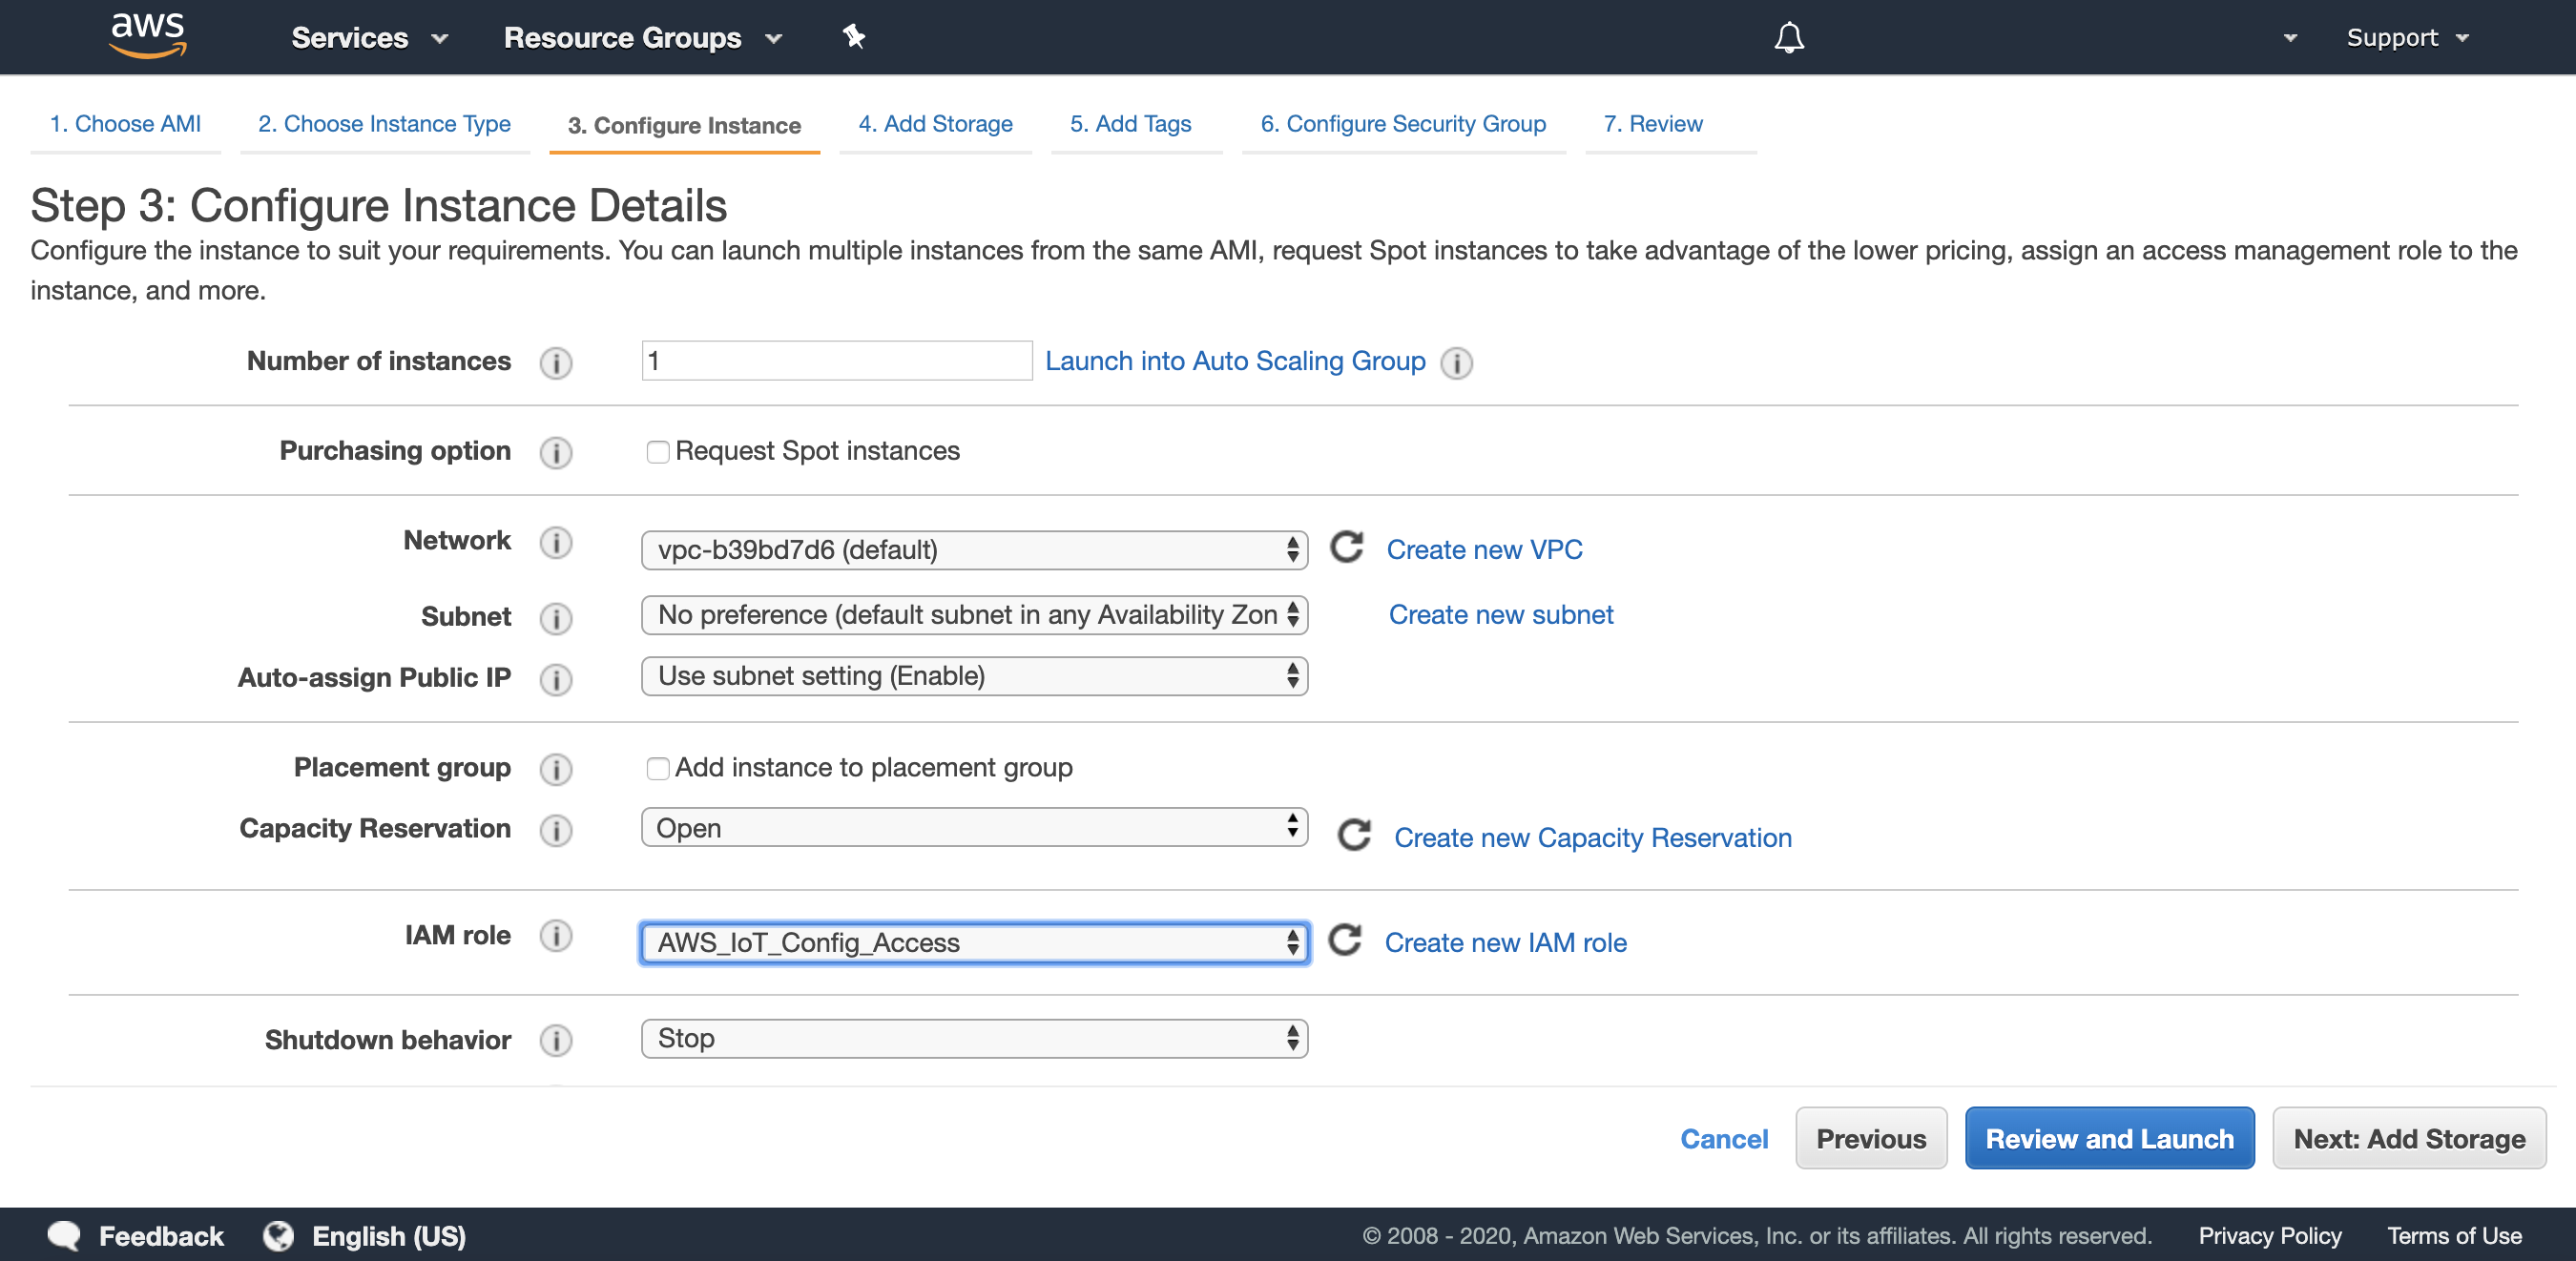 aws Services Resource Groups Support
1. Choose AMI 2. Choose Instance Type 3. Configure Instance 4. Add Storage 5. Add Tags 6. Configure Security Group 7. Review
Step 3: Configure Instance Details
Configure the instance to suit your requirements. You can launch multiple instances from the same AMI, request Spot instances to take advantage of the lower pricing, assign an access management role to the
instance, and more.
Number of instances i 1 Launch into Auto Scaling Group i
Purchasing option i Request Spot instances
Network i vpc-b39bd7d6 (default) Create new VPC
Subnet i No preference (default subnet in any Availability Zon Create new subnet
Auto-assign Public IP i Use subnet setting (Enable)
Placement group i Add instance to placement group
Capacity Reservation i Open Create new Capacity Reservation
IAM role i AWS_IoT_Config_Access Create new IAM role
Shutdown behavior i Stop
Cancel Previous Review and Launch Next: Add Storage
Feedback English (US) © 2008 - 2020, Amazon Web Services, Inc. or its affiliates. All rights reserved. Privacy Policy Terms of Use